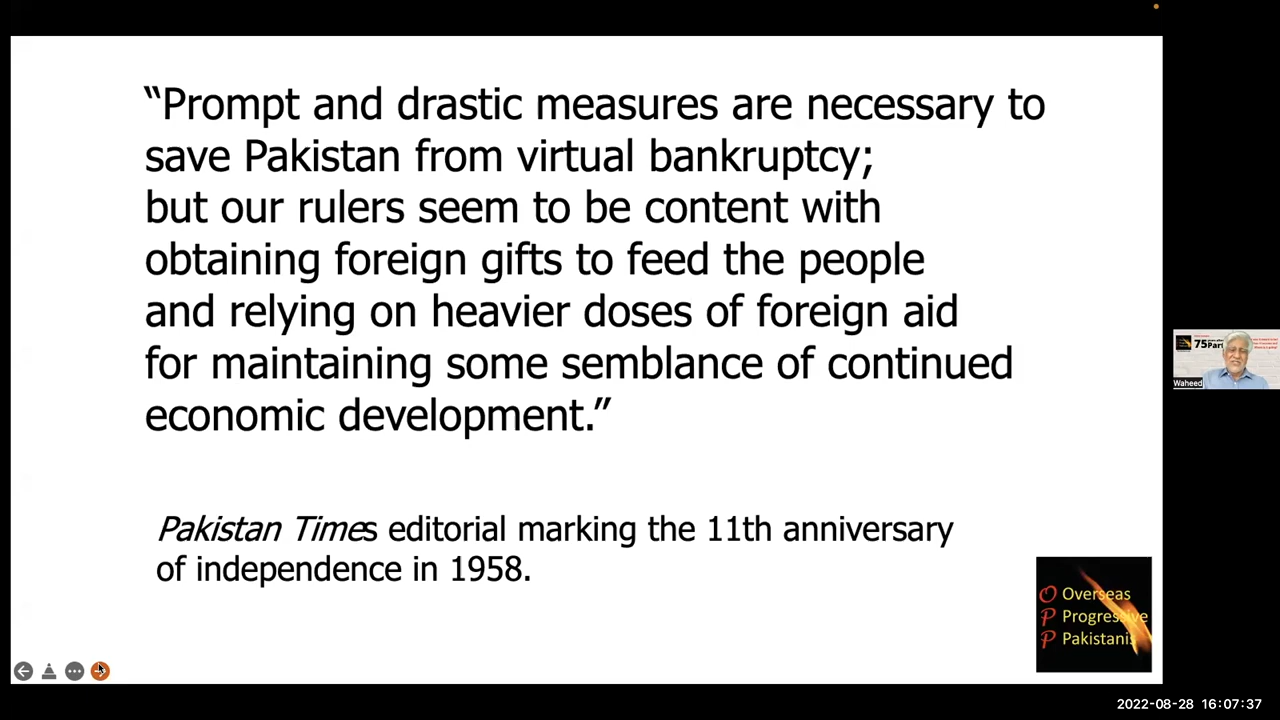 “Prompt and drastic measures are necessary to
save Pakistan from virtual bankruptcy;
but our rulers seem to be content with
obtaining foreign gifts to feed the people
and relying on heavier doses of foreign aid
for maintaining some semblance of continued
economic development.”
Pakistan Times editorial marking the 11th anniversary
of independence in 1958.
O Overseas
P Progressive
P Pakistanis
75
Waheed
2022-08-28 16:07:37